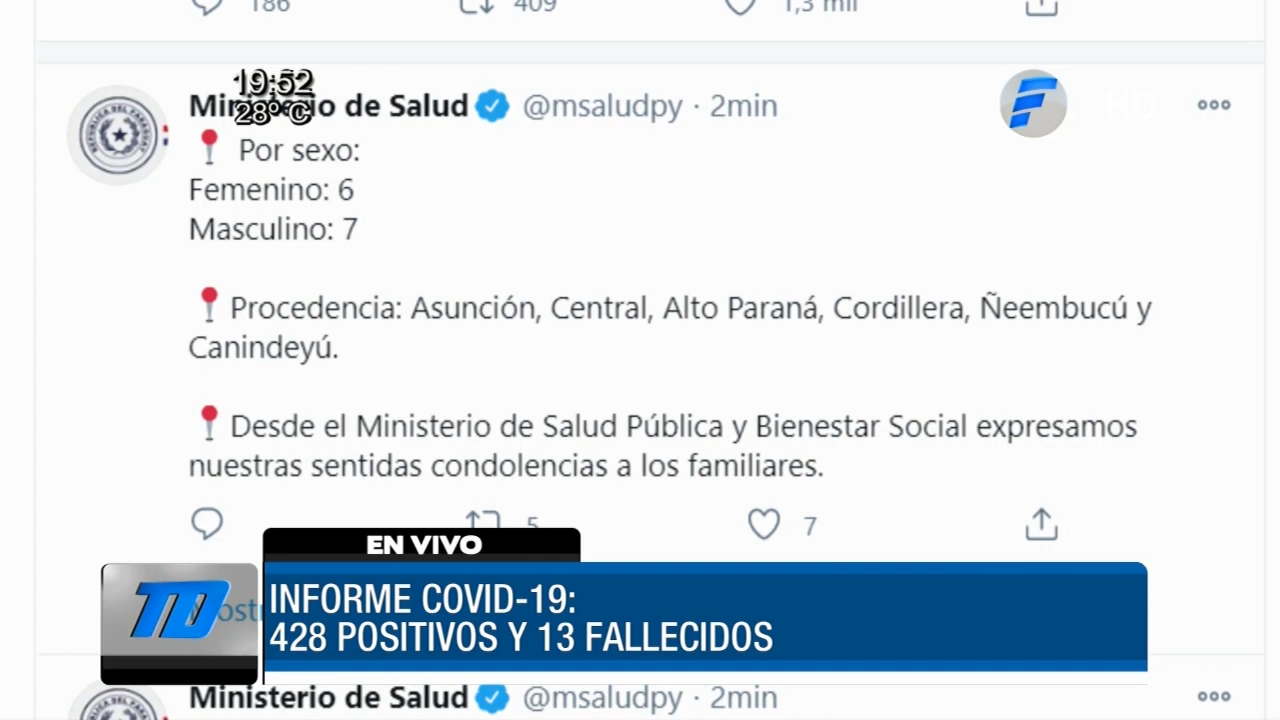 186 409 1,3 mil
19:52
28° C
Ministerio de Salud @msaludpy · 2min
HD
Por sexo:
Femenino: 6
Masculino: 7
Procedencia: Asunción, Central, Alto Paraná, Cordillera, Ñeembucú y
Canindeyú.
Desde el Ministerio de Salud Pública y Bienestar Social expresamos
nuestras sentidas condolencias a los familiares.
5 7
EN VIVO
TD
INFORME COVID-19:
428 POSITIVOS Y 13 FALLECIDOS
Ministerio de Salud @msaludpy · 2min